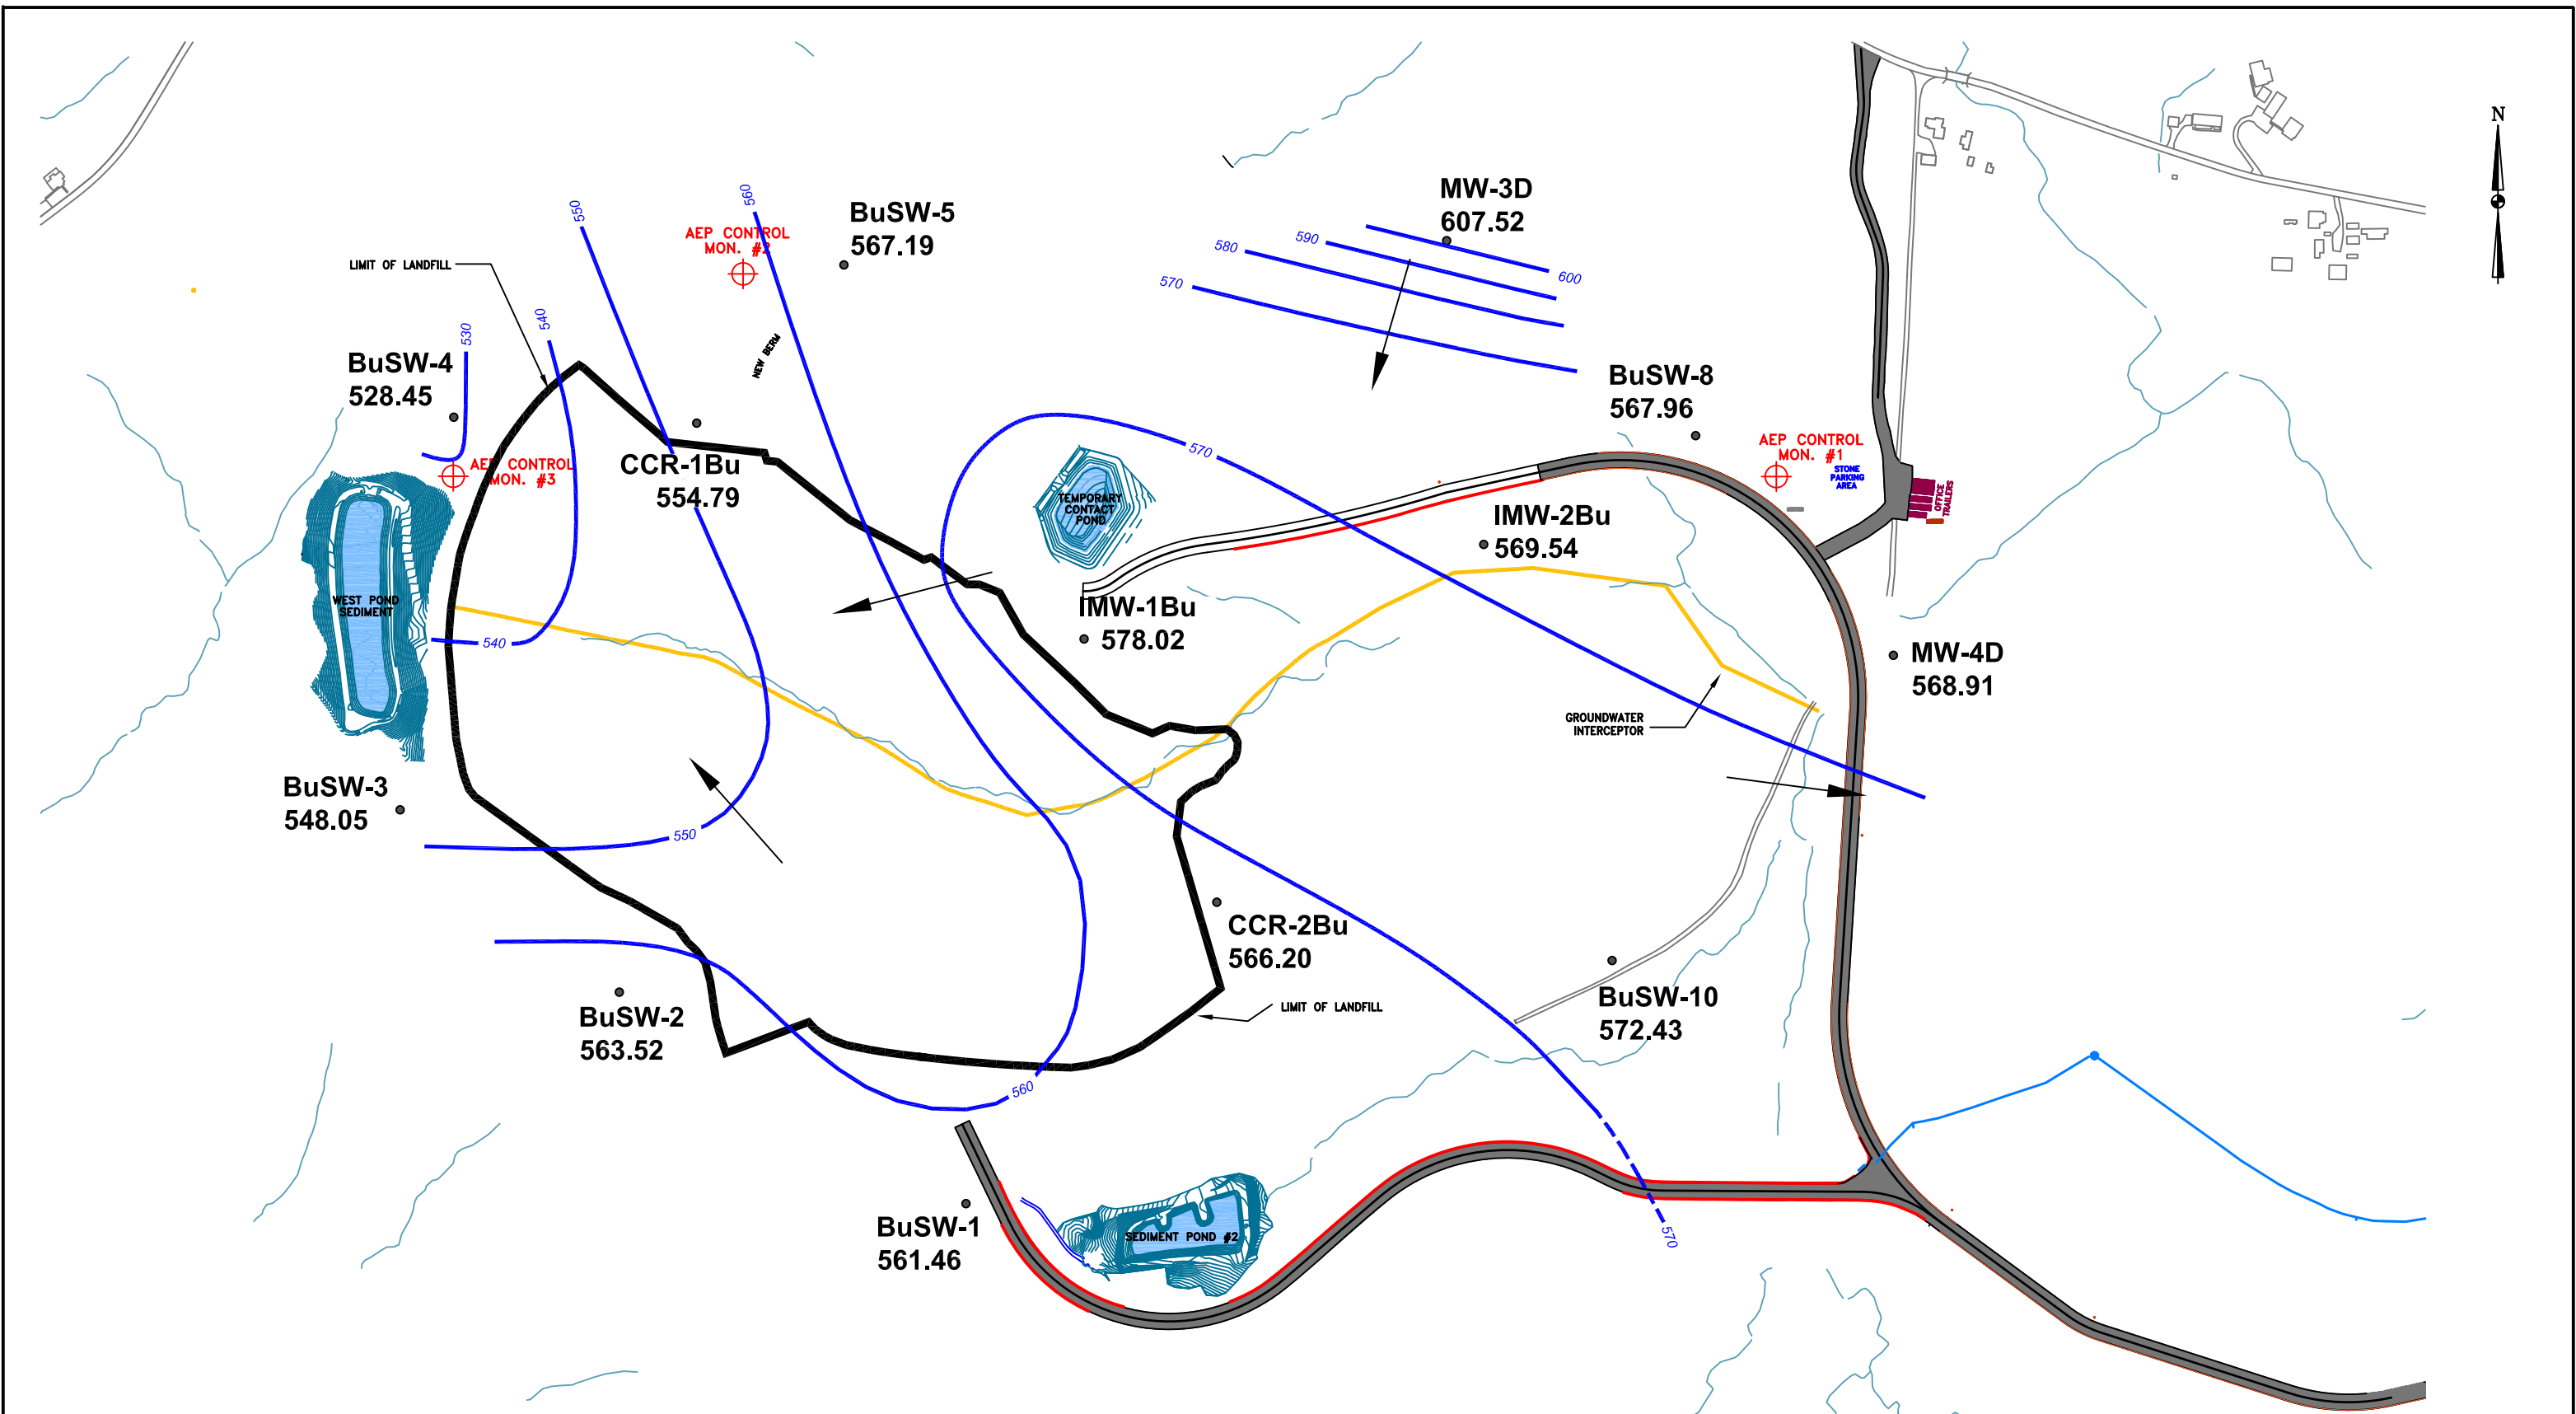 N
MW-3D
607.52
BuSW-5
567.19
560
550
AEP CONTROL
MON. #2
580
590
600
570
LIMIT OF LANDFILL
540
530
NEW BERM
BuSW-4
528.45
BuSW-8
567.96
AEP CONTROL
MON. #1
STONE
PARKING
AREA
OFFICE
TRAILERS
570
AEP CONTROL
MON. #3
CCR-1Bu
554.79
TEMPORARY
CONTACT
POND
IMW-2Bu
569.54
WEST POND
SEDIMENT
IMW-1Bu
578.02
540
MW-4D
568.91
GROUNDWATER
INTERCEPTOR
BuSW-3
548.05
550
CCR-2Bu
566.20
LIMIT OF LANDFILL
BuSW-10
572.43
BuSW-2
563.52
560
BuSW-1
561.46
SEDIMENT POND #2
570